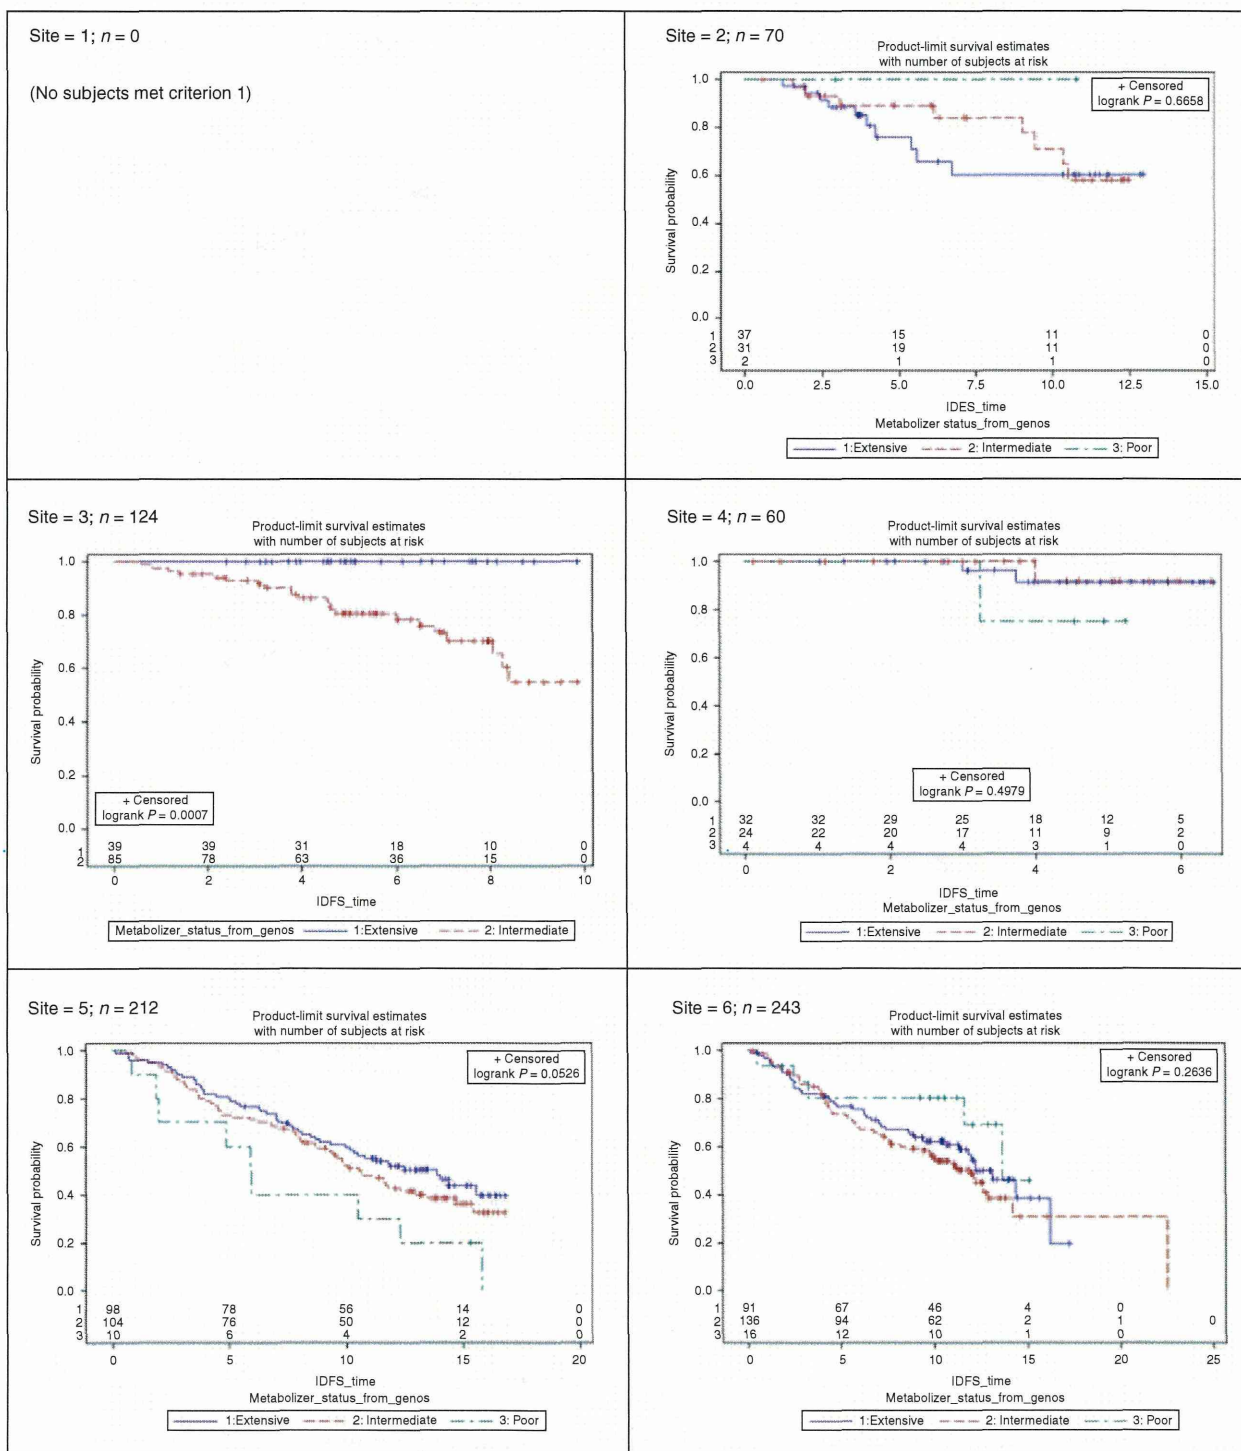 Site = 1; n = 0
(No subjects met criterion 1)
Site = 2; n = 70
Product-limit survival estimates
with number of subjects at risk
+ Censored
logrank P = 0.6658
Survival probability
1.0
0.8
0.6
0.4
0.2
0.0
1 37 15 11 0
2 31 19 11 0
3 2 1 1 0
0.0 2.5 5.0 7.5 10.0 12.5 15.0
IDES_time
Metabolizer status_from_genos
1:Extensive 2: Intermediate 3: Poor
Site = 3; n = 124
Product-limit survival estimates
with number of subjects at risk
Survival probability
1.0
0.8
0.6
0.4
0.2
0.0
+ Censored
logrank P = 0.0007
1 39 39 31 18 10 0
2 85 78 63 36 15 0
0 2 4 6 8 10
IDFS_time
Metabolizer_status_from_genos 1:Extensive 2: Intermediate
Site = 4; n = 60
Product-limit survival estimates
with number of subjects at risk
Survival probability
1.0
0.8
0.6
0.4
0.2
0.0
+ Censored
logrank P = 0.4979
1 32 32 29 25 18 12 5
2 24 22 20 17 11 9 2
3 4 4 4 4 3 1 0
0 2 4 6
IDFS_time
Metabolizer_status_from_genos
1:Extensive 2: Intermediate 3: Poor
Site = 5; n = 212
Product-limit survival estimates
with number of subjects at risk
+ Censored
logrank P = 0.0526
Survival probability
1.0
0.8
0.6
0.4
0.2
0.0
1 98 78 56 14 0
2 104 76 50 12 0
3 10 6 4 2 0
0 5 10 15 20
IDFS_time
Metabolizer_status_from_genos
1:Extensive 2: Intermediate 3: Poor
Site = 6; n = 243
Product-limit survival estimates
with number of subjects at risk
+ Censored
logrank P = 0.2636
Survival probability
1.0
0.8
0.6
0.4
0.2
0.0
1 91 67 46 4 0
2 136 94 62 2 1 0
3 16 12 10 1 0
0 5 10 15 20 25
IDFS_time
Metabolizer_status_from_genos
1:Extensive 2: Intermediate 3: Poor